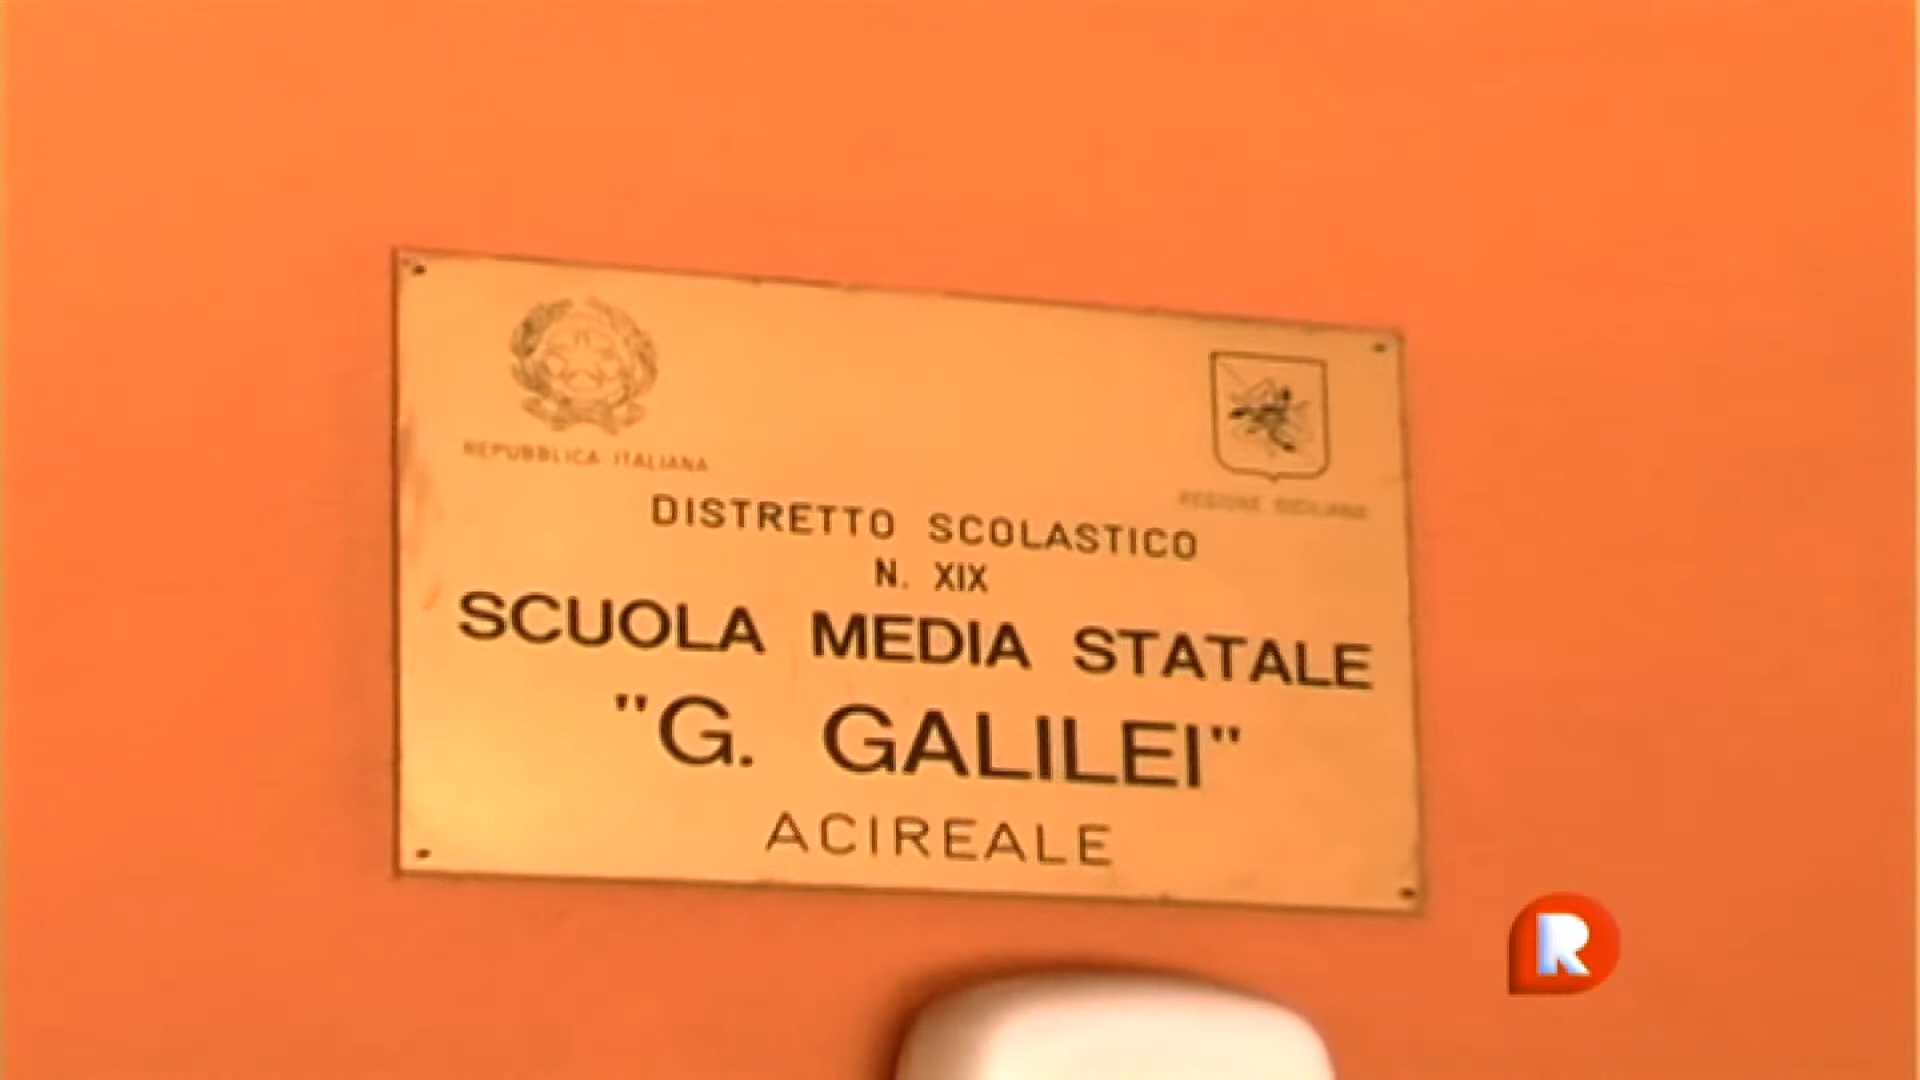 REPUBBLICA ITALIANA
REGIONE SICILIANA
DISTRETTO SCOLASTICO
N. XIX
SCUOLA MEDIA STATALE
"G. GALILEI"
ACIREALE
R